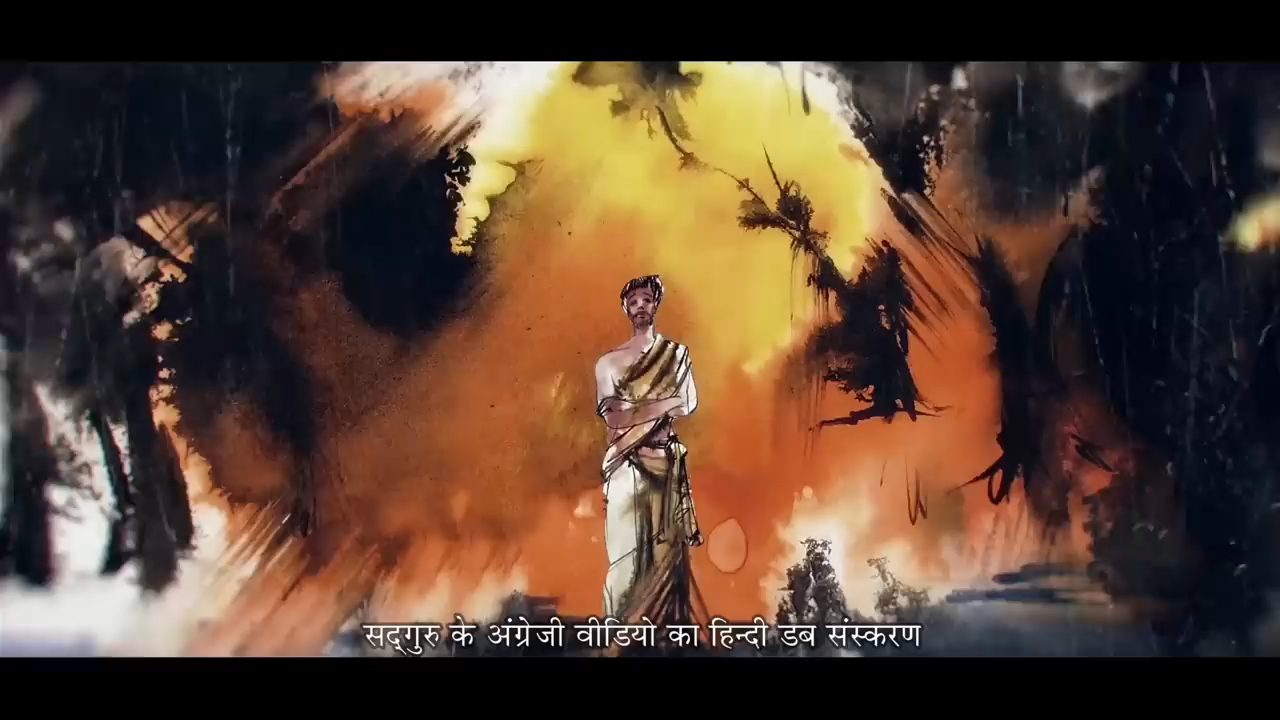 सद्गुरु के अंग्रेजी वीडियो का हिन्दी डब संस्करण